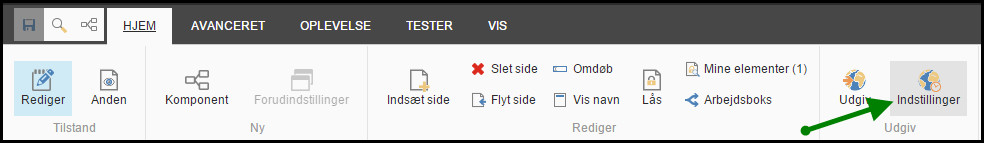 HJEM AVANCERET OPLEVELSE TESTER VIS
Slet side Omdøb Mine elementer (1)
Rediger Anden Komponent Forudindstillinger Indsæt side Flyt side Vis navn Lås Arbejdsboks Udgiv Indstillinger
Tilstand Ny Rediger Udgiv